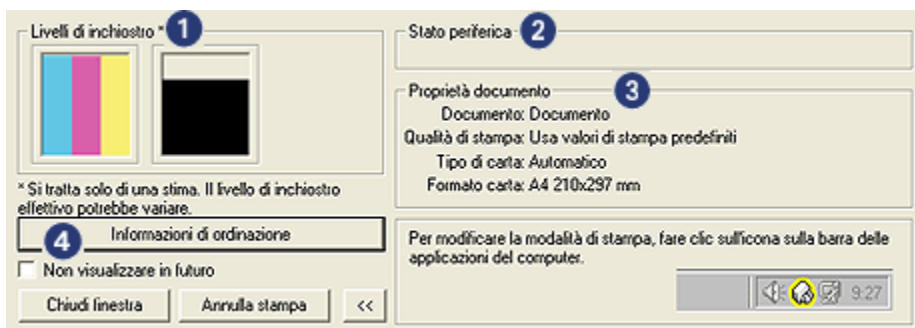 Livelli di inchiostro * 1
* Si tratta solo di una stima. Il livello di inchiostro
effettivo potrebbe variare.
4
Informazioni di ordinazione
Non visualizzare in futuro
Chiudi finestra
Annulla stampa
<<
Stato periferica 2
Proprietà documento 3
Documento: Documento
Qualità di stampa: Usa valori di stampa predefiniti
Tipo di carta: Automatico
Formato carta: A4 210x297 mm
Per modificare la modalità di stampa, fare clic sull'icona sulla barra delle
applicazioni del computer.
9:27